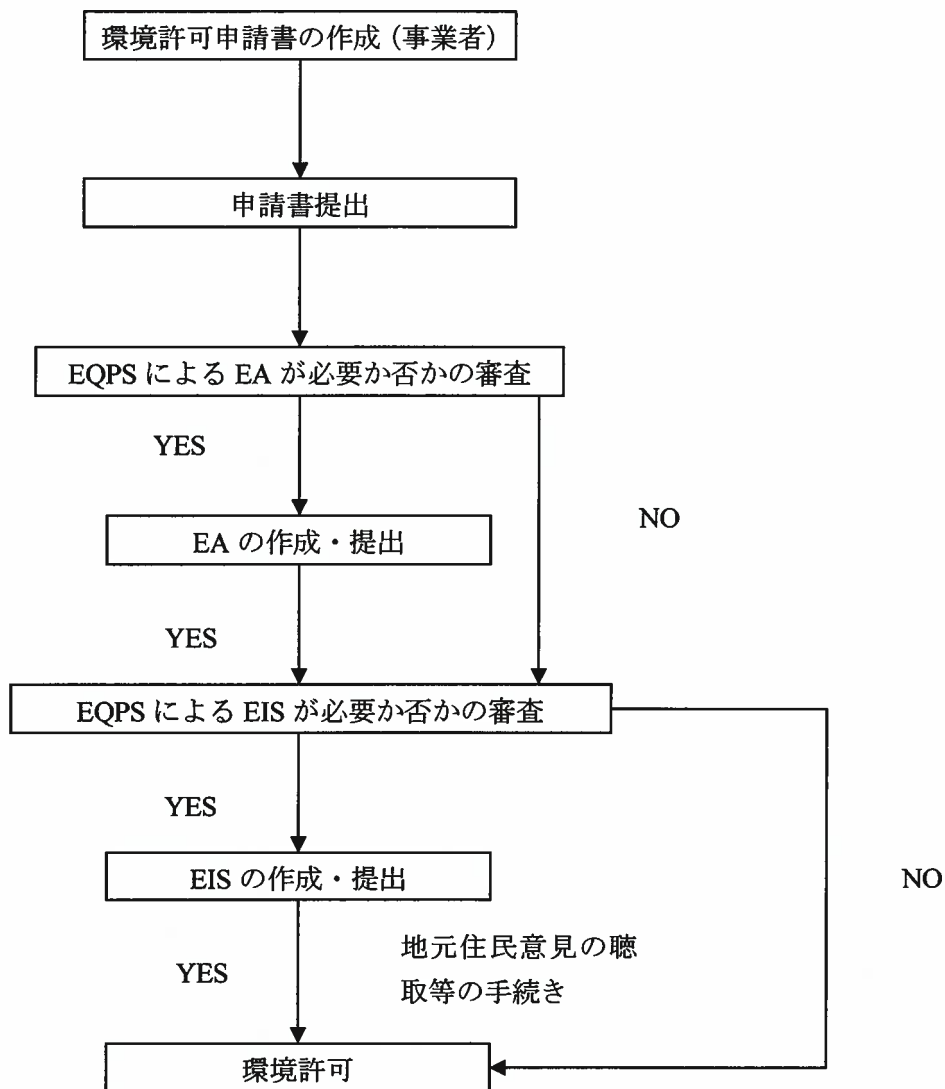 環境許可申請書の作成（事業者）
申請書提出
EQPS による EA が必要か否かの審査
YES
NO
EA の作成・提出
YES
EQPS による EIS が必要か否かの審査
YES
EIS の作成・提出
NO
地元住民意見の聴
取等の手続き
YES
環境許可